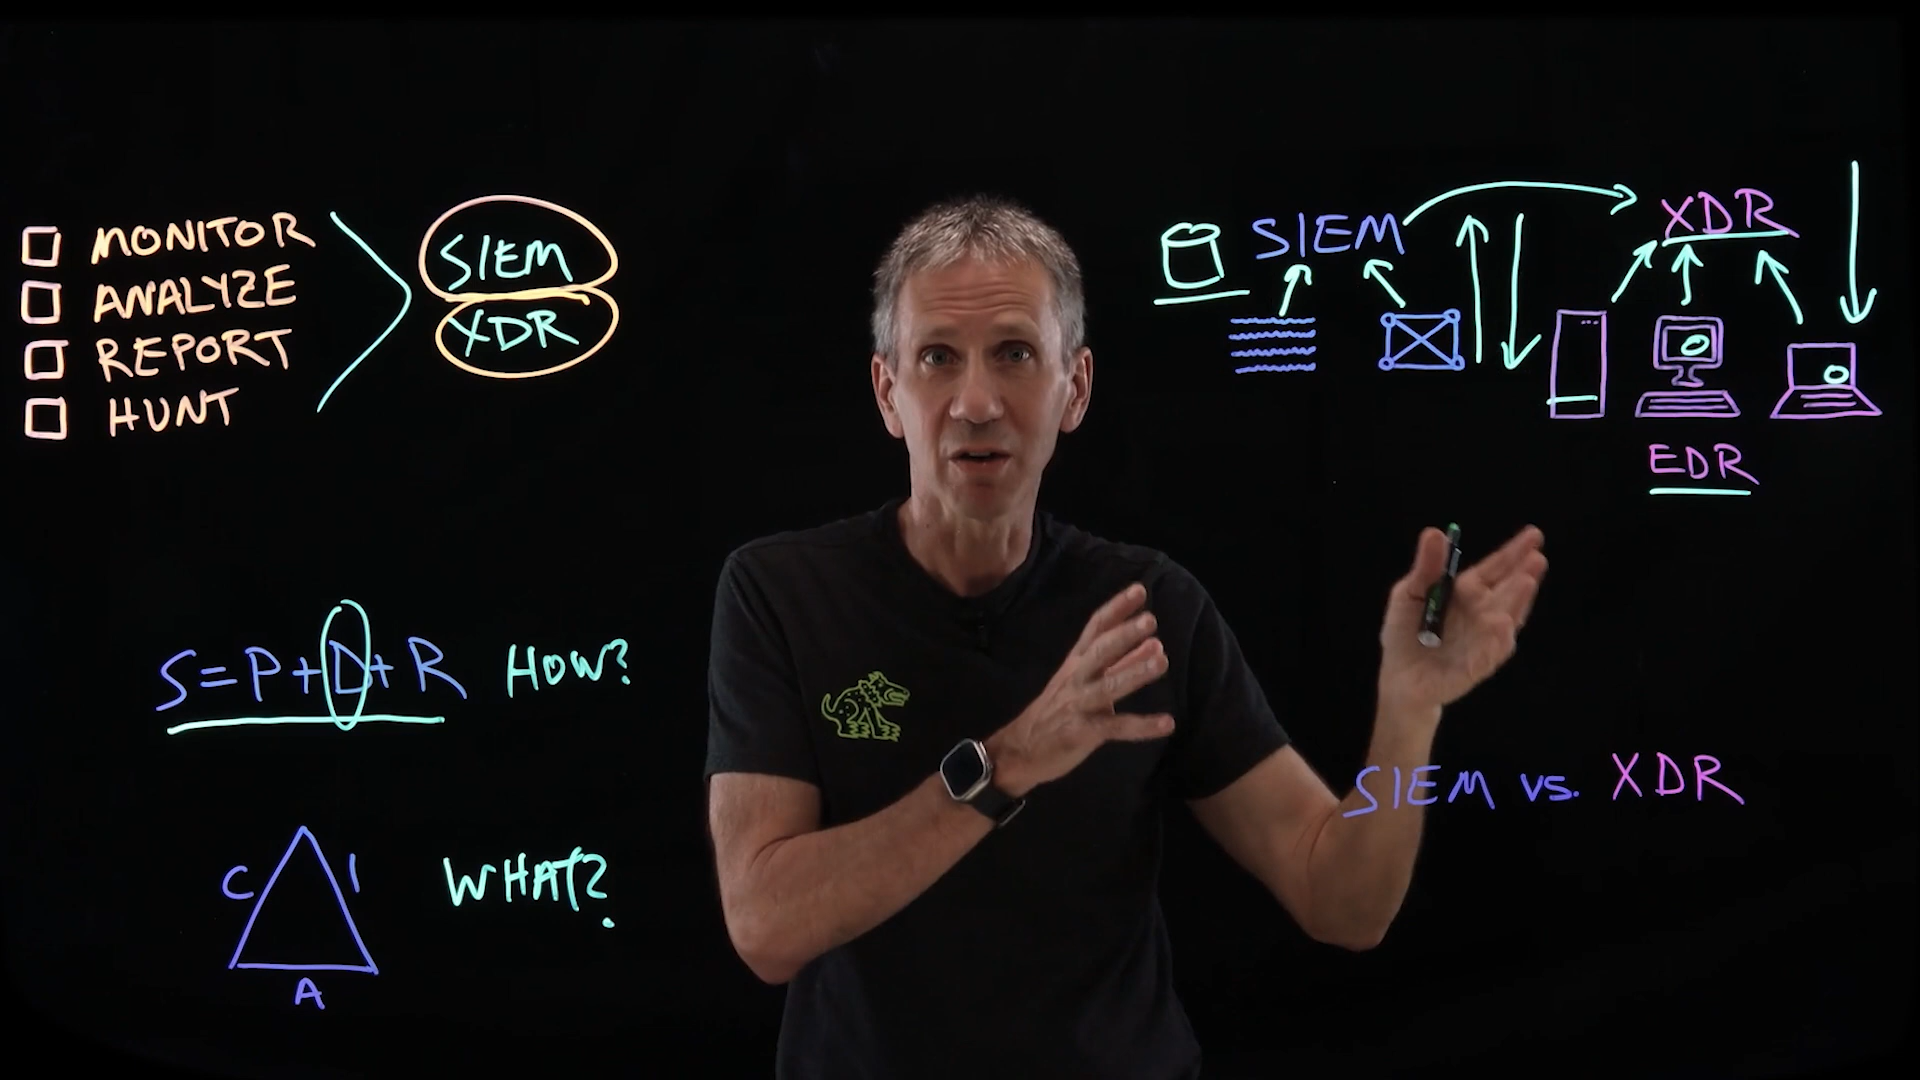 MONITOR
ANALYZE
REPORT
HUNT
SIEM
XDR
S=P+D+R HOW?
C I
A
WHAT?
SIEM XDR
EDR
SIEM vs. XDR